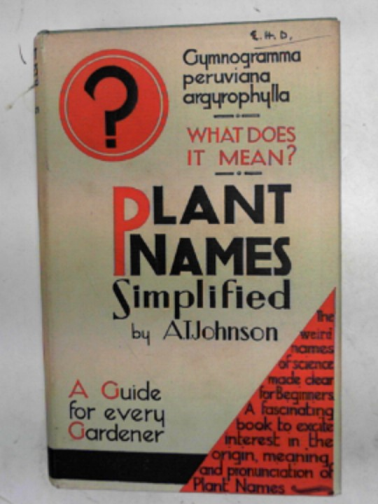 E.H.D.
?
Gymnogramma
peruviana
argyrophylla
WHAT DOES
IT MEAN?
PLANT
NAMES
Simplified
by A.T.Johnson
A Guide
for every
Gardener
The
weird
names
of science
made clear
for Beginners
A fascinating
book to excite
interest in the
origin, meaning
and pronunciation of
Plant Names